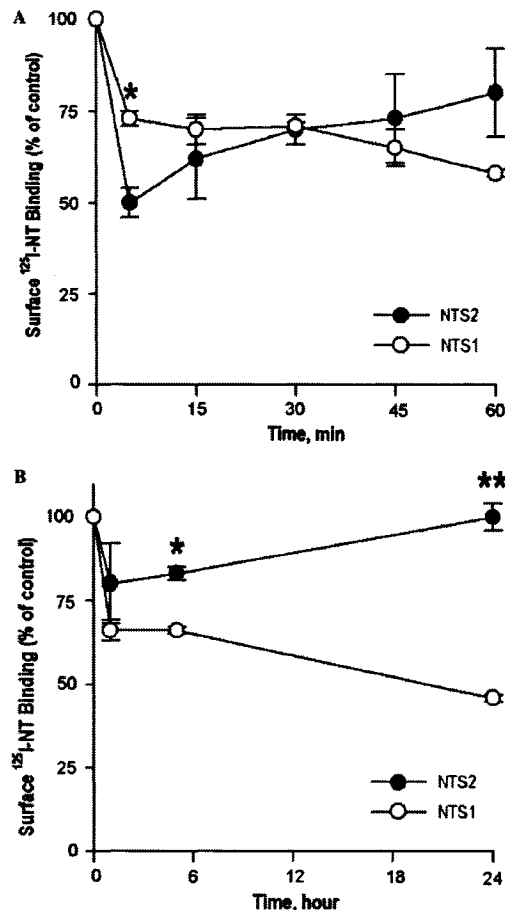 A
Surface ¹²⁵I-NT Binding (% of control)
100
75
50
25
0
*
NTS2
NTS1
0 15 30 45 60
Time, min
B
Surface ¹²⁵I-NT Binding (% of control)
100
75
50
25
0
*
**
NTS2
NTS1
0 6 12 18 24
Time, hour